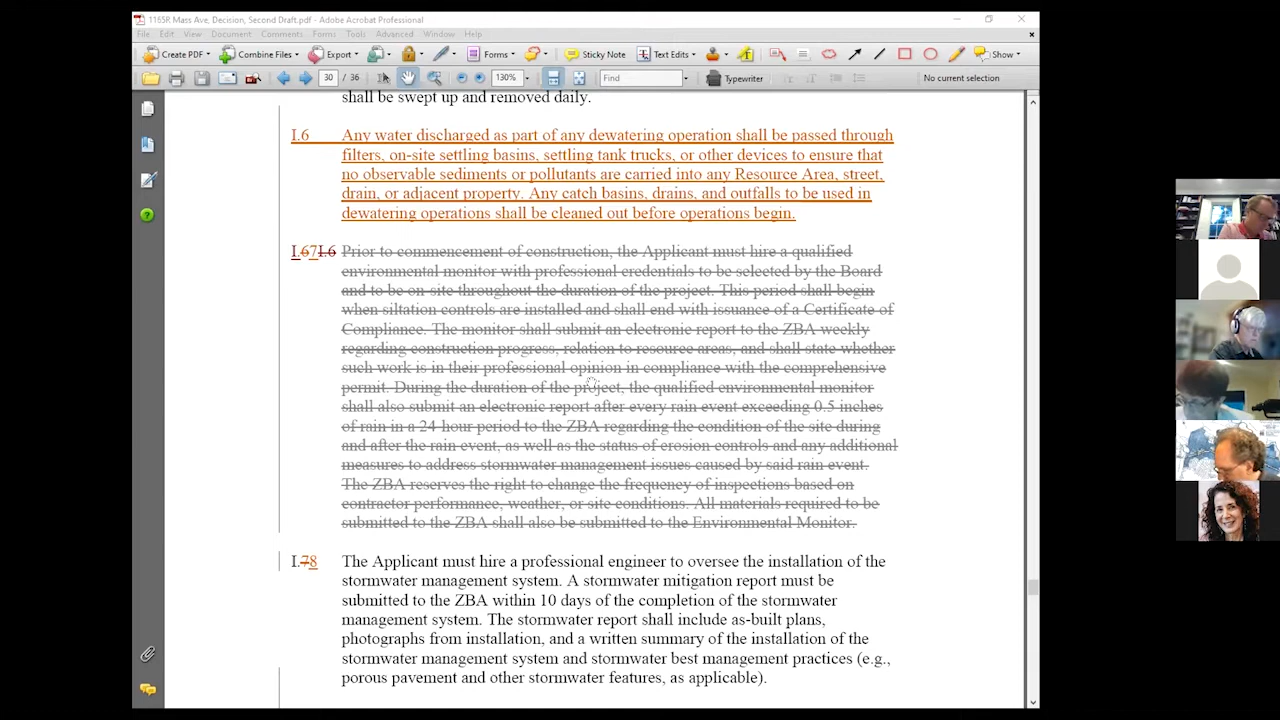 1165R Mass Ave, Decision, Second Draft.pdf - Adobe Acrobat Professional
File Edit View Document Comments Forms Tools Advanced Window Help
Create PDF Combine Files Export Forms Sticky Note Text Edits Show
30 / 36 130% Find Typewriter No current selection
shall be swept up and removed daily.
I.6 Any water discharged as part of any dewatering operation shall be passed through
filters, on-site settling basins, settling tank trucks, or other devices to ensure that
no observable sediments or pollutants are carried into any Resource Area, street,
drain, or adjacent property. Any catch basins, drains, and outfalls to be used in
dewatering operations shall be cleaned out before operations begin.
I.67I.6 Prior to commencement of construction, the Applicant must hire a qualified
environmental monitor with professional credentials to be selected by the Board
and to be on-site throughout the duration of the project. This period shall begin
when siltation controls are installed and shall end with issuance of a Certificate of
Compliance. The monitor shall submit an electronic report to the ZBA weekly
regarding construction progress, relation to resource areas, and shall state whether
such work is in their professional opinion in compliance with the comprehensive
permit. During the duration of the project, the qualified environmental monitor
shall also submit an electronic report after every rain event exceeding 0.5 inches
of rain in a 24-hour period to the ZBA regarding the condition of the site during
and after the rain event, as well as the status of erosion controls and any additional
measures to address stormwater management issues caused by said rain event.
The ZBA reserves the right to change the frequency of inspections based on
contractor performance, weather, or site conditions. All materials required to be
submitted to the ZBA shall also be submitted to the Environmental Monitor.
I.78 The Applicant must hire a professional engineer to oversee the installation of the
stormwater management system. A stormwater mitigation report must be
submitted to the ZBA within 10 days of the completion of the stormwater
management system. The stormwater report shall include as-built plans,
photographs from installation, and a written summary of the installation of the
stormwater management system and stormwater best management practices (e.g.,
porous pavement and other stormwater features, as applicable).